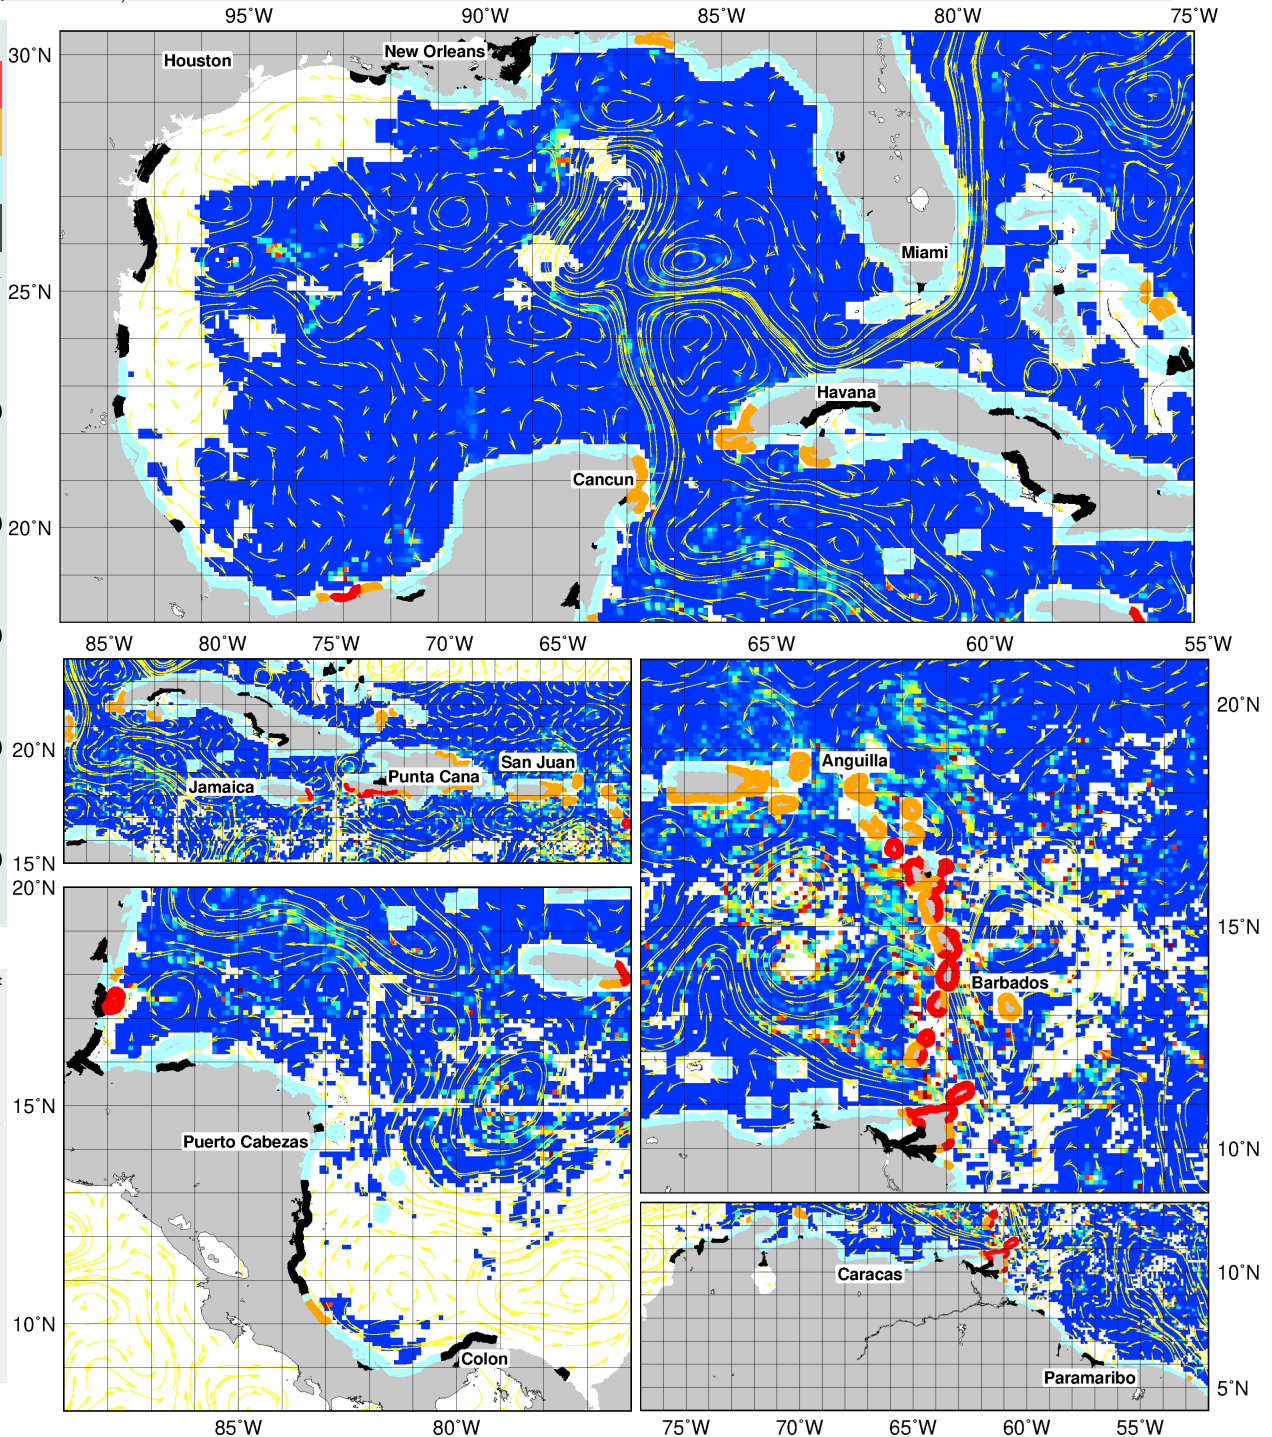 95°W 90°W 85°W 80°W 75°W
30°N
Houston
New Orleans
Miami
25°N
Havana
Cancun
20°N
85°W 80°W 75°W 70°W 65°W
65°W 60°W 55°W
20°N
San Juan
Punta Cana
Jamaica
15°N
20°N
Anguilla
15°N
Barbados
10°N
20°N
15°N
Puerto Cabezas
10°N
Colon
85°W 80°W
Caracas
10°N
Paramaribo
5°N
75°W 70°W 65°W 60°W 55°W